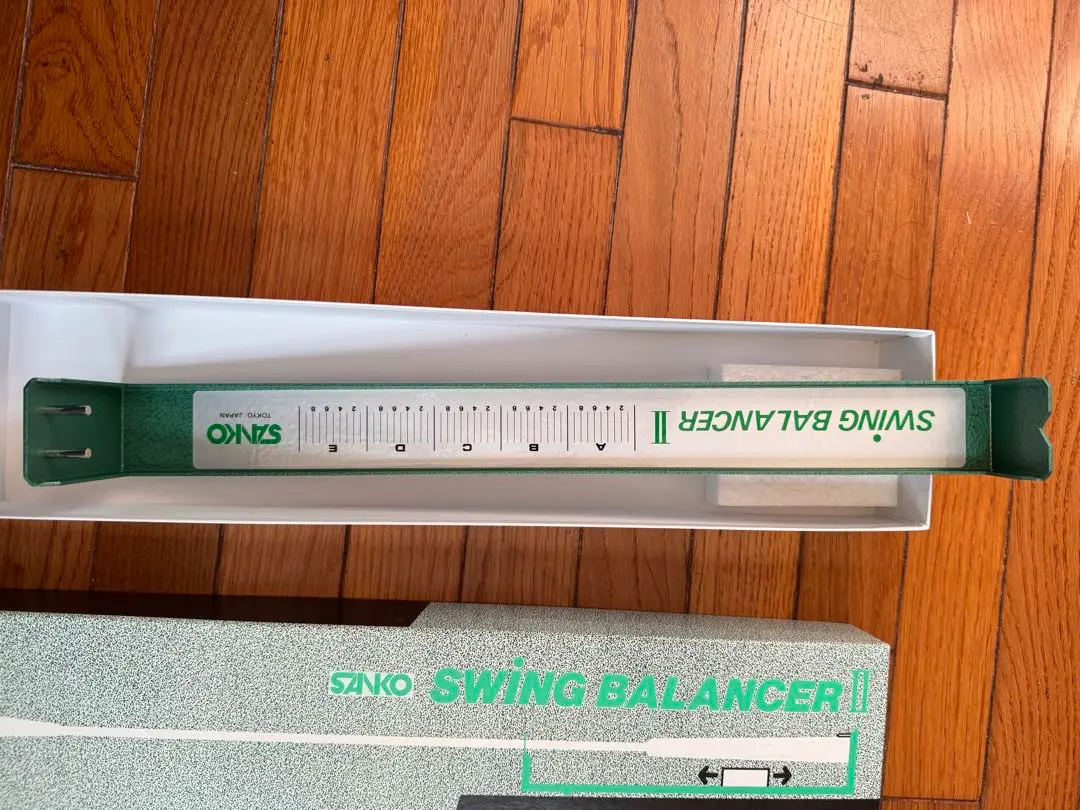 SWiNG BALANCER II
A B C D E
2 4 6 8 2 4 6 8 2 4 6 8 2 4 6 8 2 4 6 8
SANKO
TOKYO JAPAN
SANKO SWiNG BALANCER II